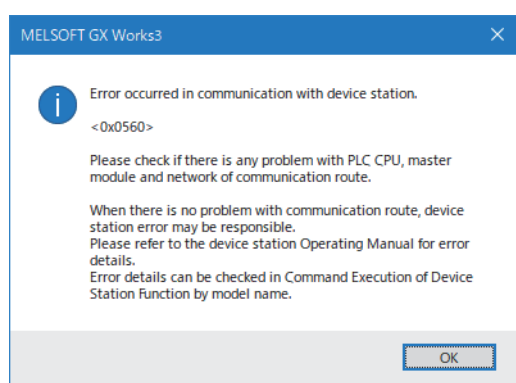 MELSOFT GX Works3
Error occurred in communication with device station.
<0x0560>
Please check if there is any problem with PLC CPU, master
module and network of communication route.
When there is no problem with communication route, device
station error may be responsible.
Please refer to the device station Operating Manual for error
details.
Error details can be checked in Command Execution of Device
Station Function by model name.
OK